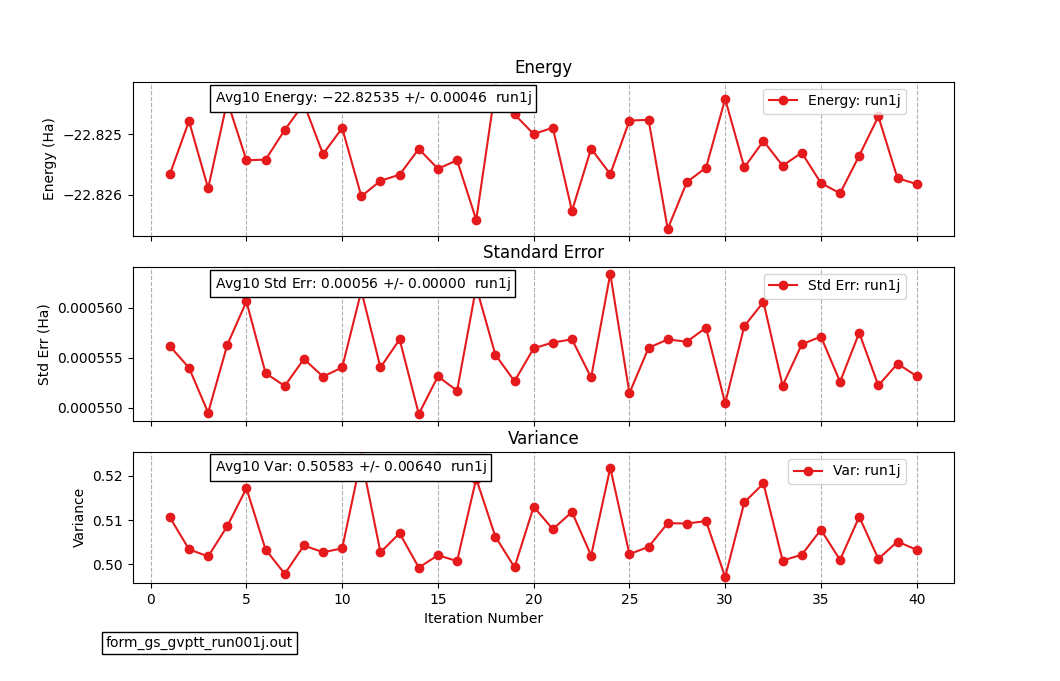 Energy
Avg10 Energy: −22.82535 +/- 0.00046  run1j
Energy: run1j
Energy (Ha)
−22.825
−22.826
Standard Error
Avg10 Std Err: 0.00056 +/- 0.00000  run1j
Std Err: run1j
Std Err (Ha)
0.000560
0.000555
0.000550
Variance
Avg10 Var: 0.50583 +/- 0.00640  run1j
Var: run1j
Variance
0.52
0.51
0.50
0 5 10 15 20 25 30 35 40
Iteration Number
form_gs_gvptt_run001j.out